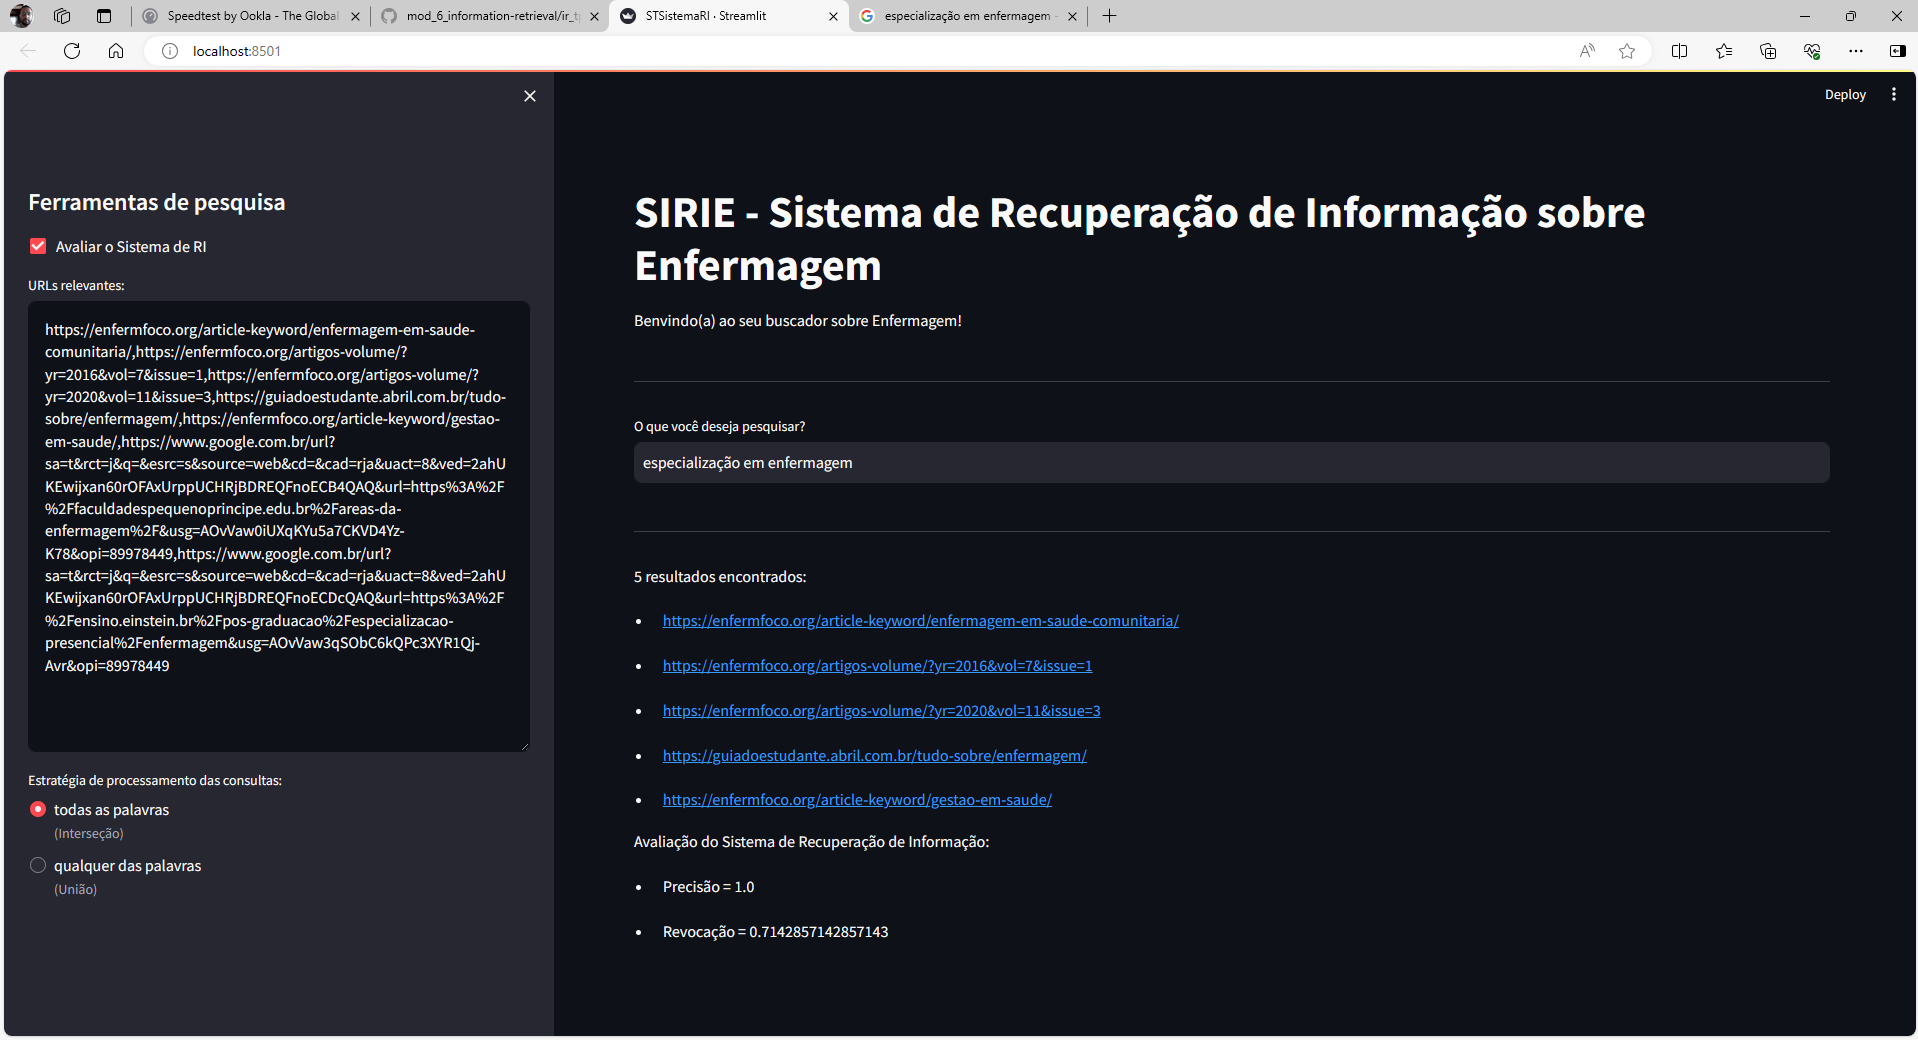 Speedtest by Ookla - The Global
mod_6_information-retrieval/ir_t
STSistemaRI · Streamlit
especialização em enfermagem -
localhost:8501
Deploy
Ferramentas de pesquisa
Avaliar o Sistema de RI
URLs relevantes:
https://enfermfoco.org/article-keyword/enfermagem-em-saude-
comunitaria/,https://enfermfoco.org/artigos-volume/?
yr=2016&vol=7&issue=1,https://enfermfoco.org/artigos-volume/?
yr=2020&vol=11&issue=3,https://guiadoestudante.abril.com.br/tudo-
sobre/enfermagem/,https://enfermfoco.org/article-keyword/gestao-
em-saude/,https://www.google.com.br/url?
sa=t&rct=j&q=&esrc=s&source=web&cd=&cad=rja&uact=8&ved=2ahU
KEwijxan60rOFAxUrppUCHRjBDREQFnoECB4QAQ&url=https%3A%2F
%2Ffaculdadespequenoprincipe.edu.br%2Fareas-da-
enfermagem%2F&usg=AOvVaw0iUXqKYu5a7CKVD4Yz-
K78&opi=89978449,https://www.google.com.br/url?
sa=t&rct=j&q=&esrc=s&source=web&cd=&cad=rja&uact=8&ved=2ahU
KEwijxan60rOFAxUrppUCHRjBDREQFnoECDcQAQ&url=https%3A%2F
%2Fensino.einstein.br%2Fpos-graduacao%2Fespecializacao-
presencial%2Fenfermagem&usg=AOvVaw3qSObC6kQPc3XYR1Qj-
Avr&opi=89978449
Estratégia de processamento das consultas:
todas as palavras
(Interseção)
qualquer das palavras
(União)
SIRIE - Sistema de Recuperação de Informação sobre
Enfermagem
Benvindo(a) ao seu buscador sobre Enfermagem!
O que você deseja pesquisar?
especialização em enfermagem
5 resultados encontrados:
• https://enfermfoco.org/article-keyword/enfermagem-em-saude-comunitaria/
• https://enfermfoco.org/artigos-volume/?yr=2016&vol=7&issue=1
• https://enfermfoco.org/artigos-volume/?yr=2020&vol=11&issue=3
• https://guiadoestudante.abril.com.br/tudo-sobre/enfermagem/
• https://enfermfoco.org/article-keyword/gestao-em-saude/
Avaliação do Sistema de Recuperação de Informação:
• Precisão = 1.0
• Revocação = 0.7142857142857143